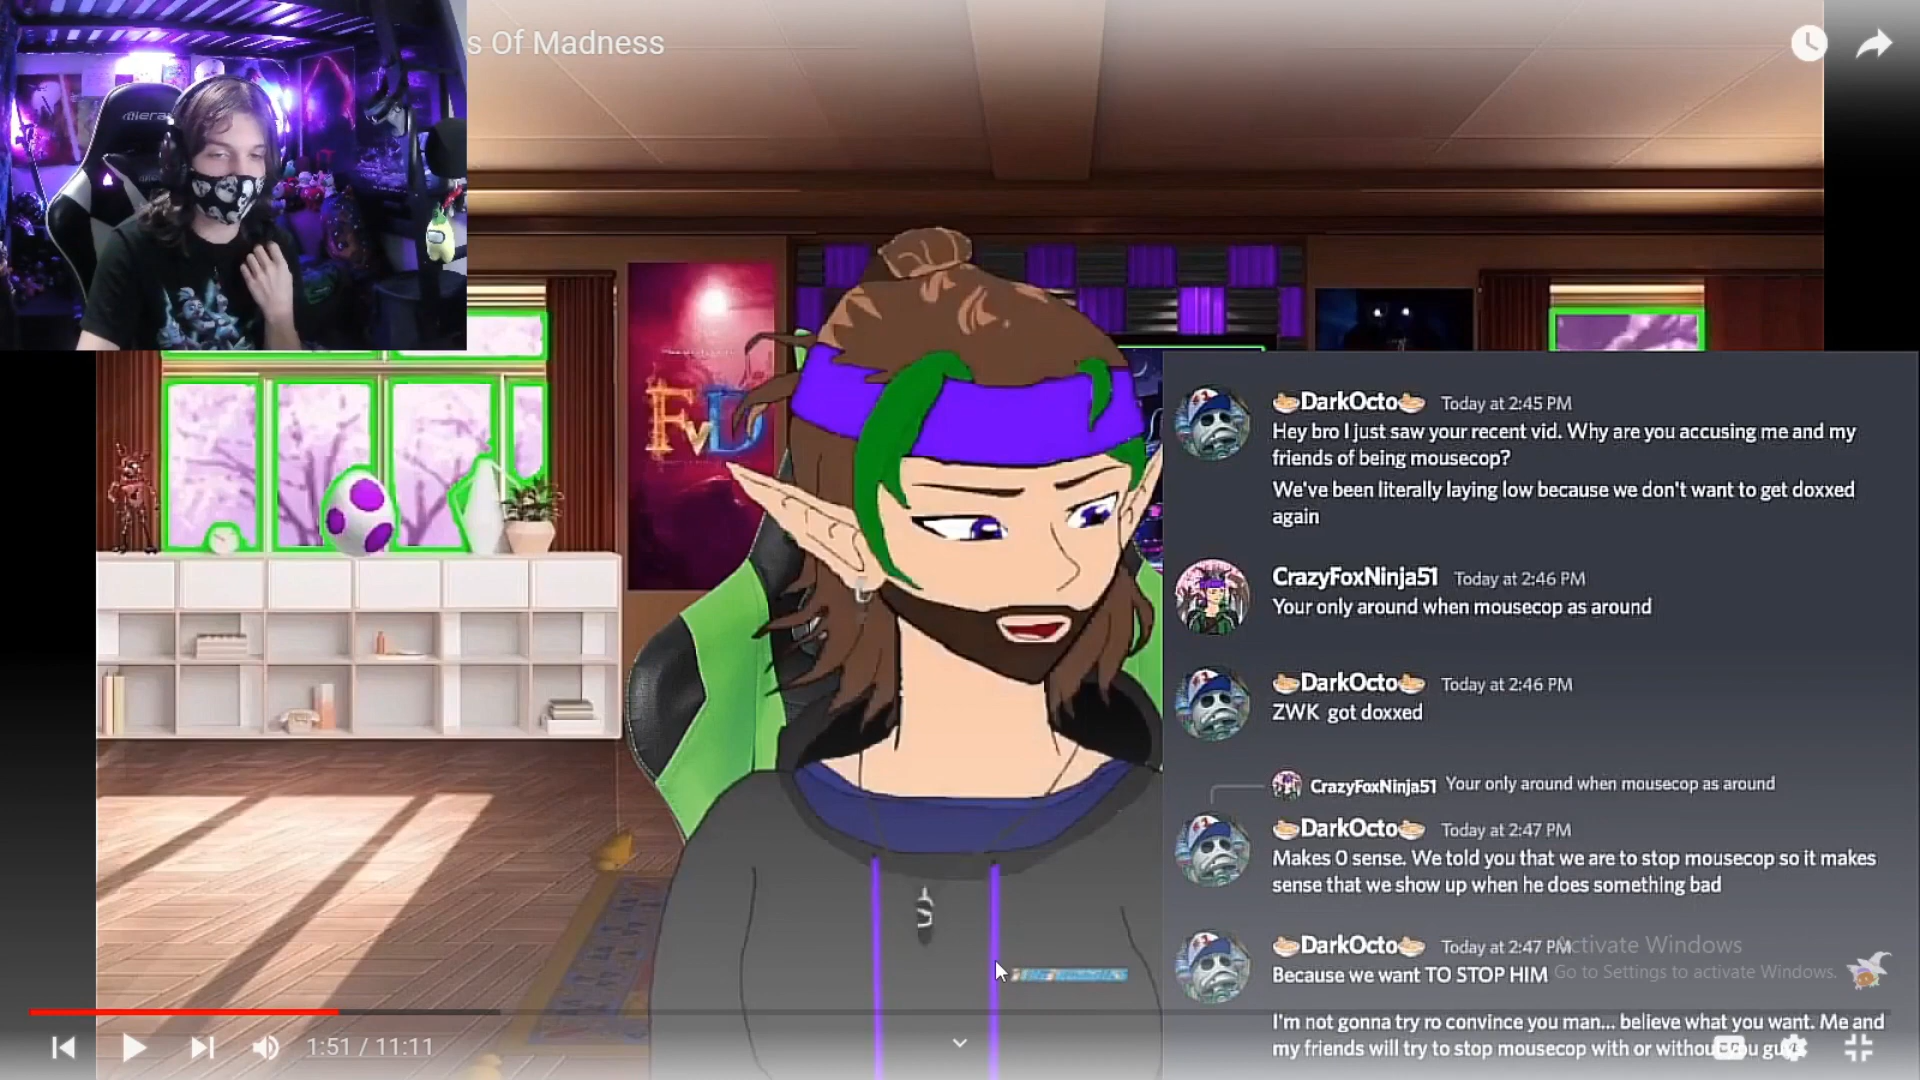 s Of Madness
FvD
DarkOcto Today at 2:45 PM
Hey bro I just saw your recent vid. Why are you accusing me and my
friends of being mousecop?
We've been literally laying low because we don't want to get doxxed
again
CrazyFoxNinja51 Today at 2:46 PM
Your only around when mousecop as around
DarkOcto Today at 2:46 PM
ZWK got doxxed
CrazyFoxNinja51 Your only around when mousecop as around
DarkOcto Today at 2:47 PM
Makes 0 sense. We told you that we are to stop mousecop so it makes
sense that we show up when he does something bad
DarkOcto Today at 2:47 PM
Activate Windows
Because we want TO STOP HIM
Go to Settings to activate Windows.
I'm not gonna try ro convince you man... believe what you want. Me and
my friends will try to stop mousecop with or without you
1:51 / 11:11